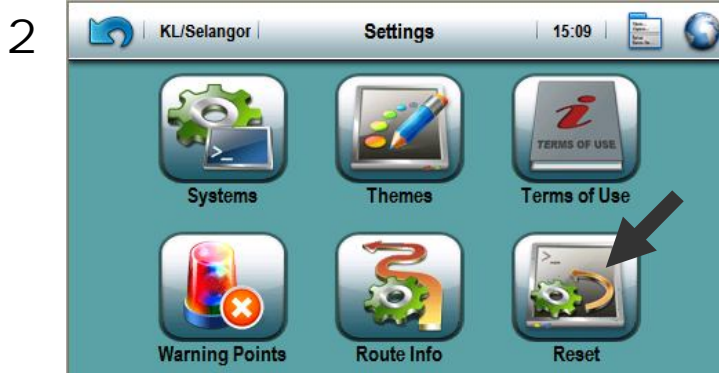 2
KL/Selangor Settings 15:09
>_ TERMS OF USE
Systems Themes Terms of Use
>_
Warning Points Route Info Reset